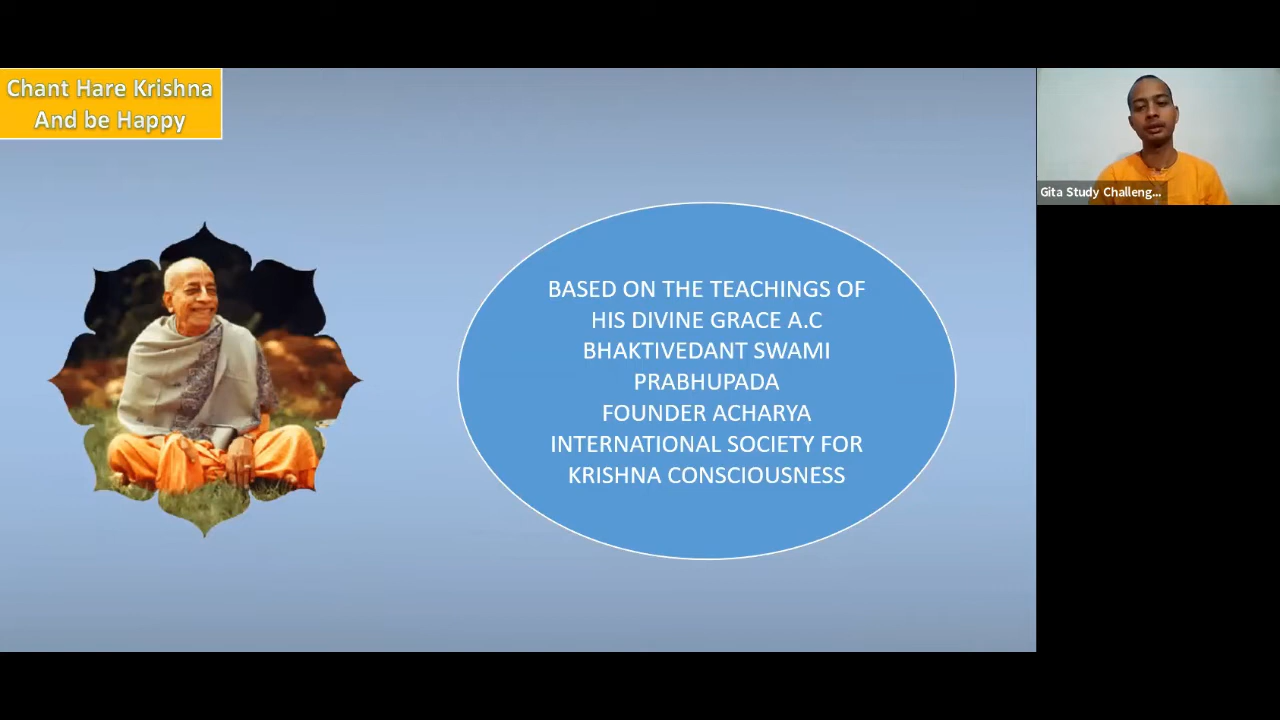 Chant Hare Krishna
And be Happy
BASED ON THE TEACHINGS OF
HIS DIVINE GRACE A.C
BHAKTIVEDANT SWAMI
PRABHUPADA
FOUNDER ACHARYA
INTERNATIONAL SOCIETY FOR
KRISHNA CONSCIOUSNESS
Gita Study Challeng...